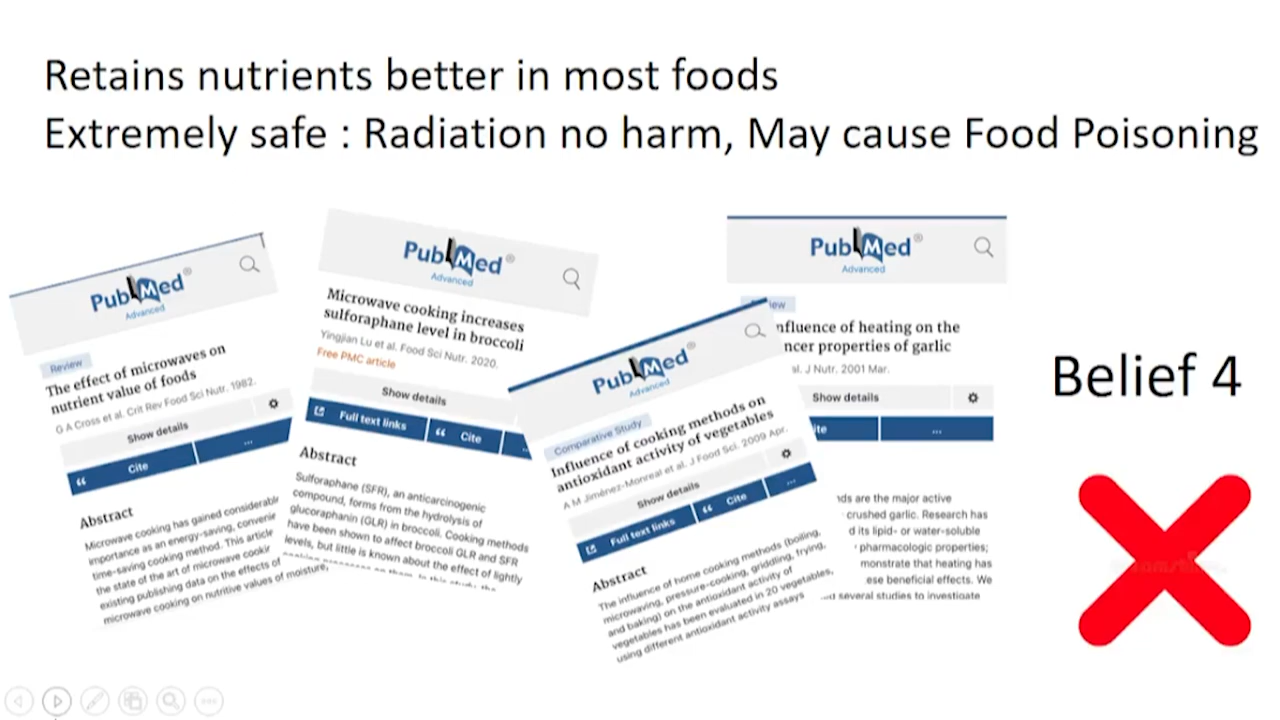 Retains nutrients better in most foods
Extremely safe : Radiation no harm, May cause Food Poisoning
PubMed®
Advanced
Review
The effect of microwaves on
nutrient value of foods
G A Cross et al. Crit Rev Food Sci Nutr. 1982.
Show details
Cite
...
Abstract
Microwave cooking has gained considerabl
importance as an energy-saving, convenie
time-saving cooking method. This article
the state of the art of microwave cookir
existing publishing data on the effects of
microwave cooking on nutritive values of moisture,
PubMed®
Advanced
Microwave cooking increases
sulforaphane level in broccoli
Yingjian Lu et al. Food Sci Nutr. 2020.
Free PMC article
Show details
Full text links
Cite
Abstract
Sulforaphane (SFR), an anticarcinogenic
compound, forms from the hydrolysis of
glucoraphanin (GLR) in broccoli. Cooking methods
have been shown to affect broccoli GLR and SFR
levels, but little is known about the effect of lightly
PubMed®
Advanced
Comparative Study
Influence of cooking methods on
antioxidant activity of vegetables
A M Jiménez-Monreal et al. J Food Sci. 2009 Apr.
Show details
Full text links
Cite
...
Abstract
The influence of home cooking methods (boiling,
microwaving, pressure-cooking, griddling, frying,
and baking) on the antioxidant activity of
vegetables has been evaluated in 20 vegetables,
using different antioxidant activity assays
PubMed®
Advanced
iew
nfluence of heating on the
ncer properties of garlic
al. J Nutr. 2001 Mar.
Show details
ite
...
ds are the major active
crushed garlic. Research has
d its lipid- or water-soluble
pharmacologic properties;
monstrate that heating has
ese beneficial effects. We
several studies to investigate
Belief 4